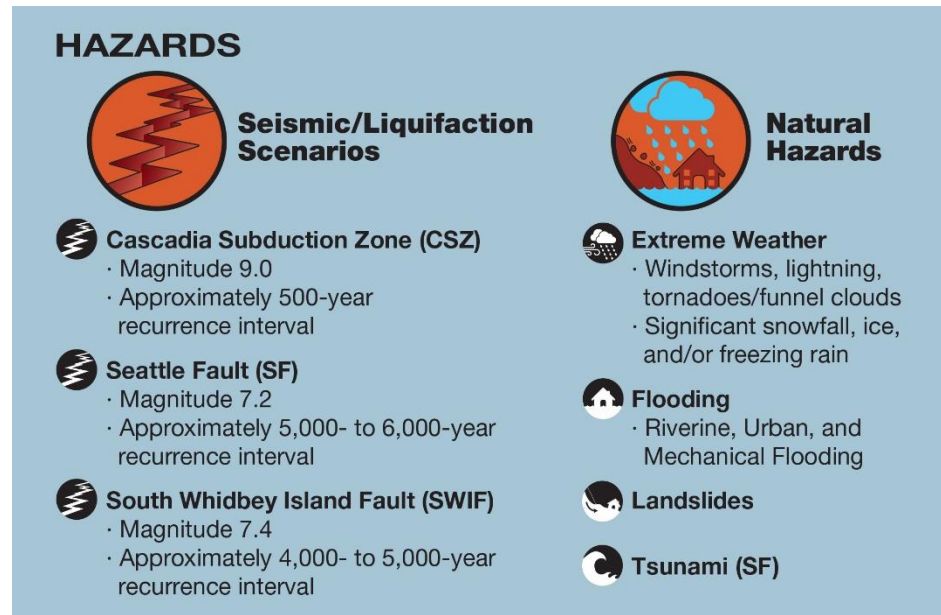 HAZARDS
Seismic/Liquifaction
Scenarios
Cascadia Subduction Zone (CSZ)
· Magnitude 9.0
· Approximately 500-year
recurrence interval
Seattle Fault (SF)
· Magnitude 7.2
· Approximately 5,000- to 6,000-year
recurrence interval
South Whidbey Island Fault (SWIF)
· Magnitude 7.4
· Approximately 4,000- to 5,000-year
recurrence interval
Natural
Hazards
Extreme Weather
· Windstorms, lightning,
tornadoes/funnel clouds
· Significant snowfall, ice,
and/or freezing rain
Flooding
· Riverine, Urban, and
Mechanical Flooding
Landslides
Tsunami (SF)